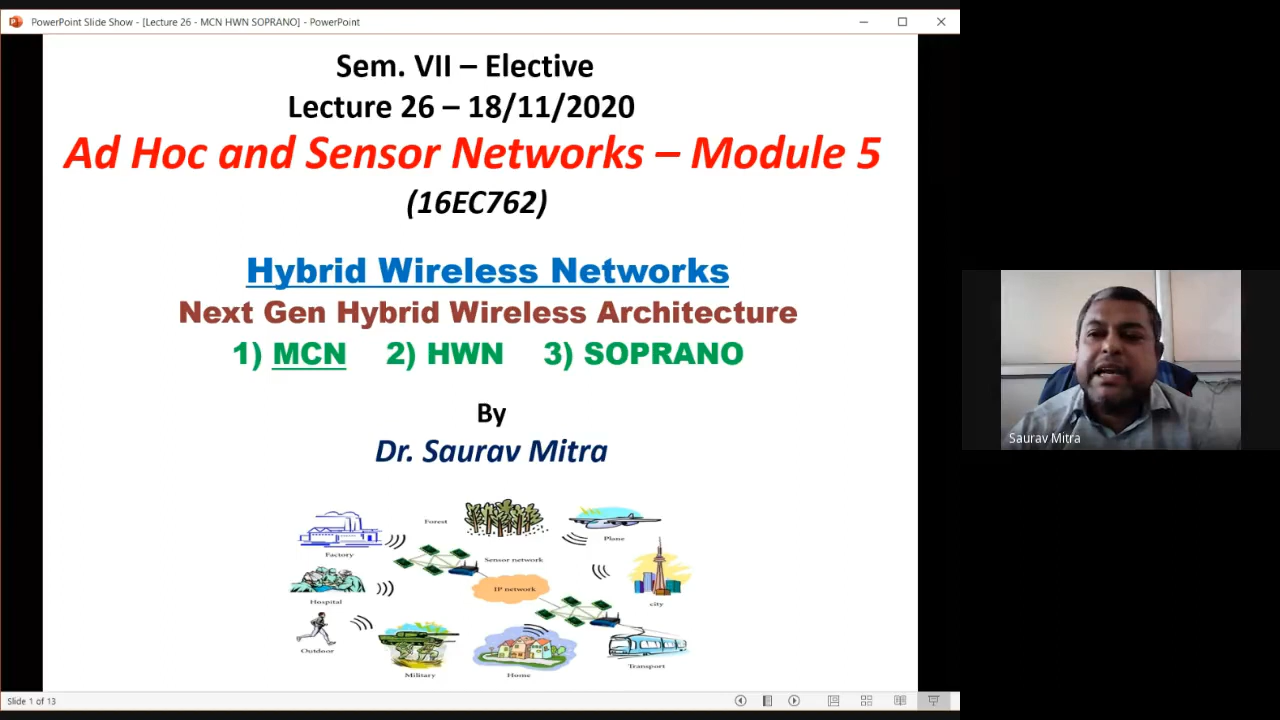 PowerPoint Slide Show - [Lecture 26 - MCN HWN SOPRANO] - PowerPoint
Sem. VII – Elective
Lecture 26 – 18/11/2020
Ad Hoc and Sensor Networks – Module 5
(16EC762)
Hybrid Wireless Networks
Next Gen Hybrid Wireless Architecture
1) MCN 2) HWN 3) SOPRANO
By
Dr. Saurav Mitra
Saurav Mitra
Forest
Plane
Factory
Sensor network
IP network
Hospital
city
Outdoor
Military
Home
Transport
Slide 1 of 13